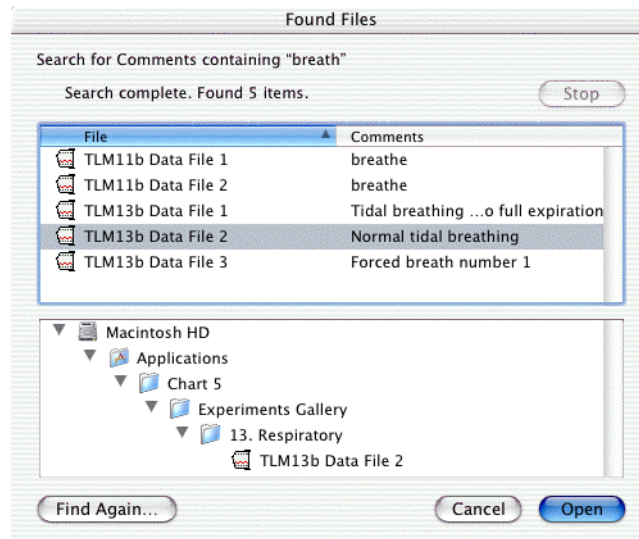 Found Files
Search for Comments containing “breath”
Search complete. Found 5 items.
Stop
File Comments
TLM11b Data File 1 breathe
TLM11b Data File 2 breathe
TLM13b Data File 1 Tidal breathing ...o full expiration
TLM13b Data File 2 Normal tidal breathing
TLM13b Data File 3 Forced breath number 1
Macintosh HD
Applications
Chart 5
Experiments Gallery
13. Respiratory
TLM13b Data File 2
Find Again... Cancel Open